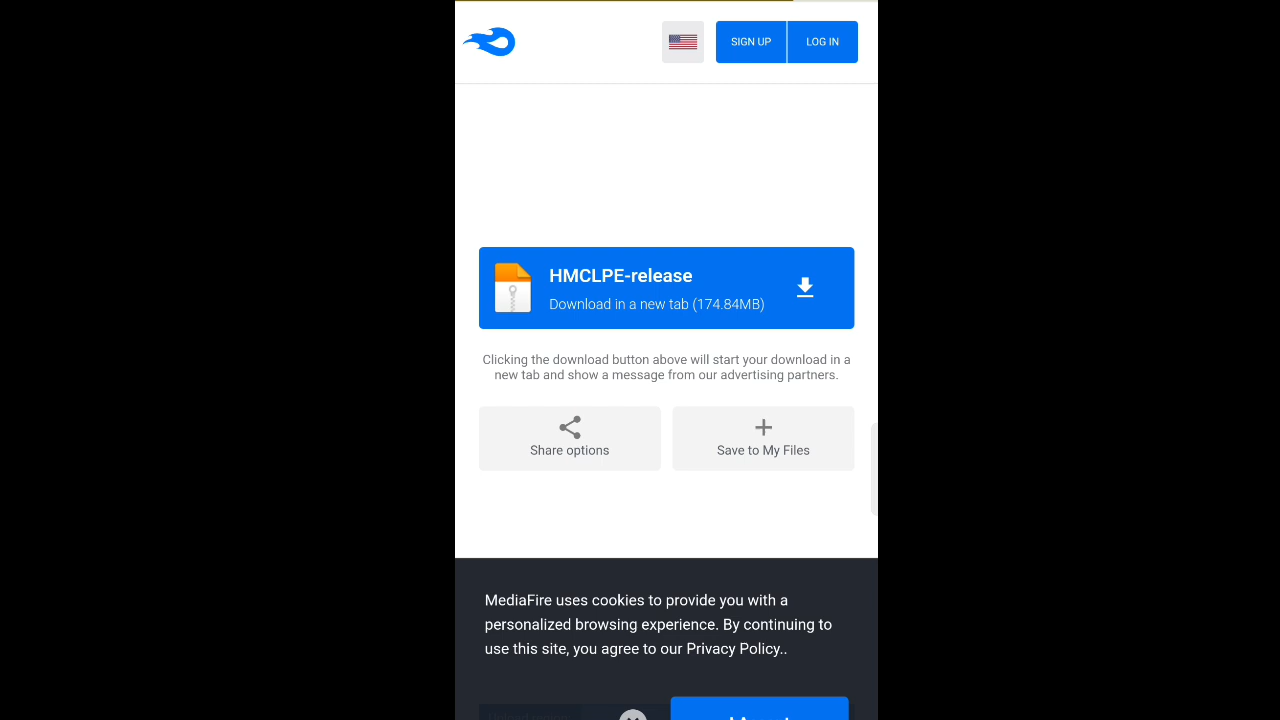 SIGN UP
LOG IN
HMCLPE-release
Download in a new tab (174.84MB)
Clicking the download button above will start your download in a
new tab and show a message from our advertising partners.
Share options
Save to My Files
MediaFire uses cookies to provide you with a
personalized browsing experience. By continuing to
use this site, you agree to our Privacy Policy..